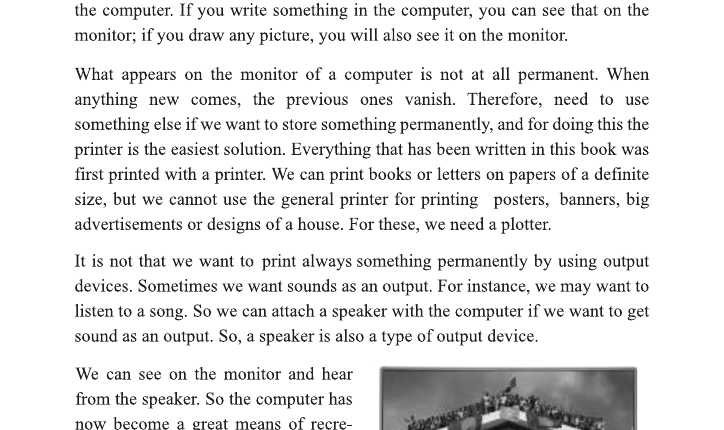 the computer. If you write something in the computer, you can see that on the
monitor; if you draw any picture, you will also see it on the monitor.
What appears on the monitor of a computer is not at all permanent. When
anything new comes, the previous ones vanish. Therefore, need to use
something else if we want to store something permanently, and for doing this the
printer is the easiest solution. Everything that has been written in this book was
first printed with a printer. We can print books or letters on papers of a definite
size, but we cannot use the general printer for printing posters, banners, big
advertisements or designs of a house. For these, we need a plotter.
It is not that we want to print always something permanently by using output
devices. Sometimes we want sounds as an output. For instance, we may want to
listen to a song. So we can attach a speaker with the computer if we want to get
sound as an output. So, a speaker is also a type of output device.
We can see on the monitor and hear
from the speaker. So the computer has
now become a great means of recre-